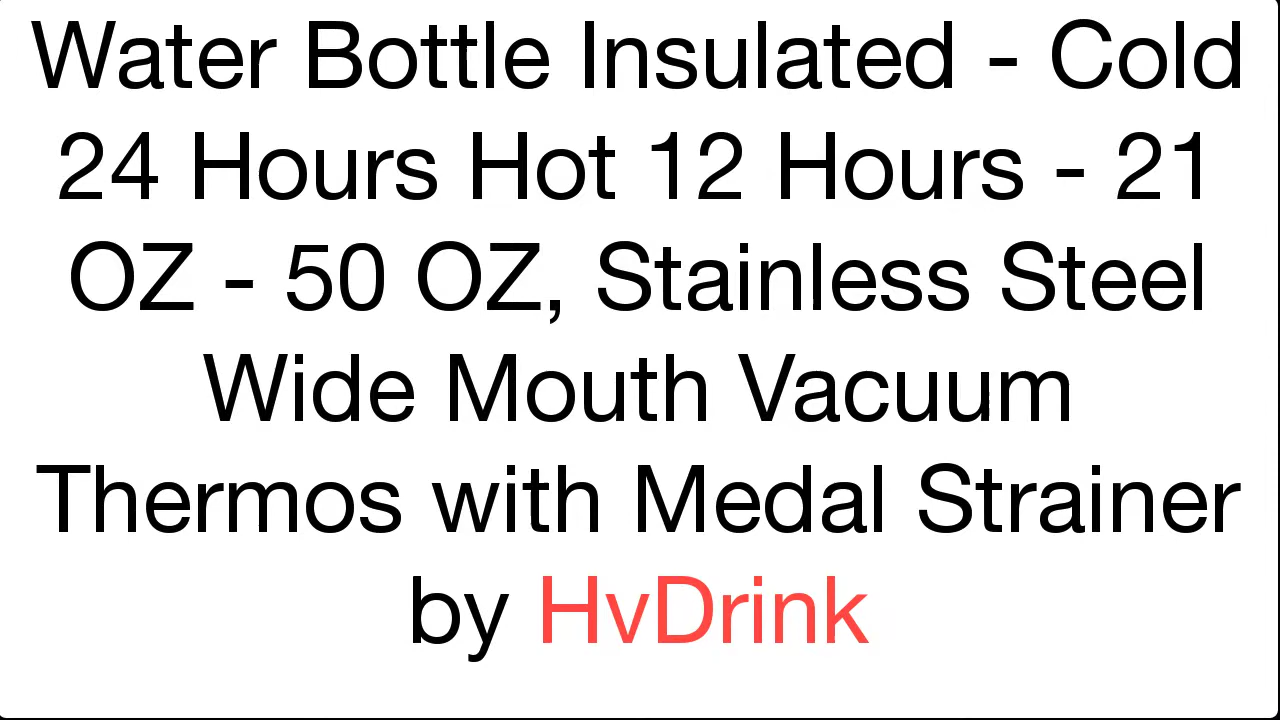 Water Bottle Insulated - Cold
24 Hours Hot 12 Hours - 21
OZ - 50 OZ, Stainless Steel
Wide Mouth Vacuum
Thermos with Medal Strainer
by HvDrink